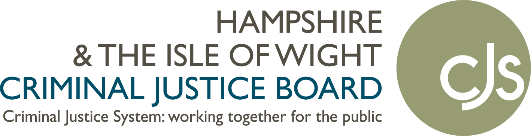 HAMPSHIRE
& THE ISLE OF WIGHT
CRIMINAL JUSTICE BOARD
Criminal Justice System: working together for the public
cJs